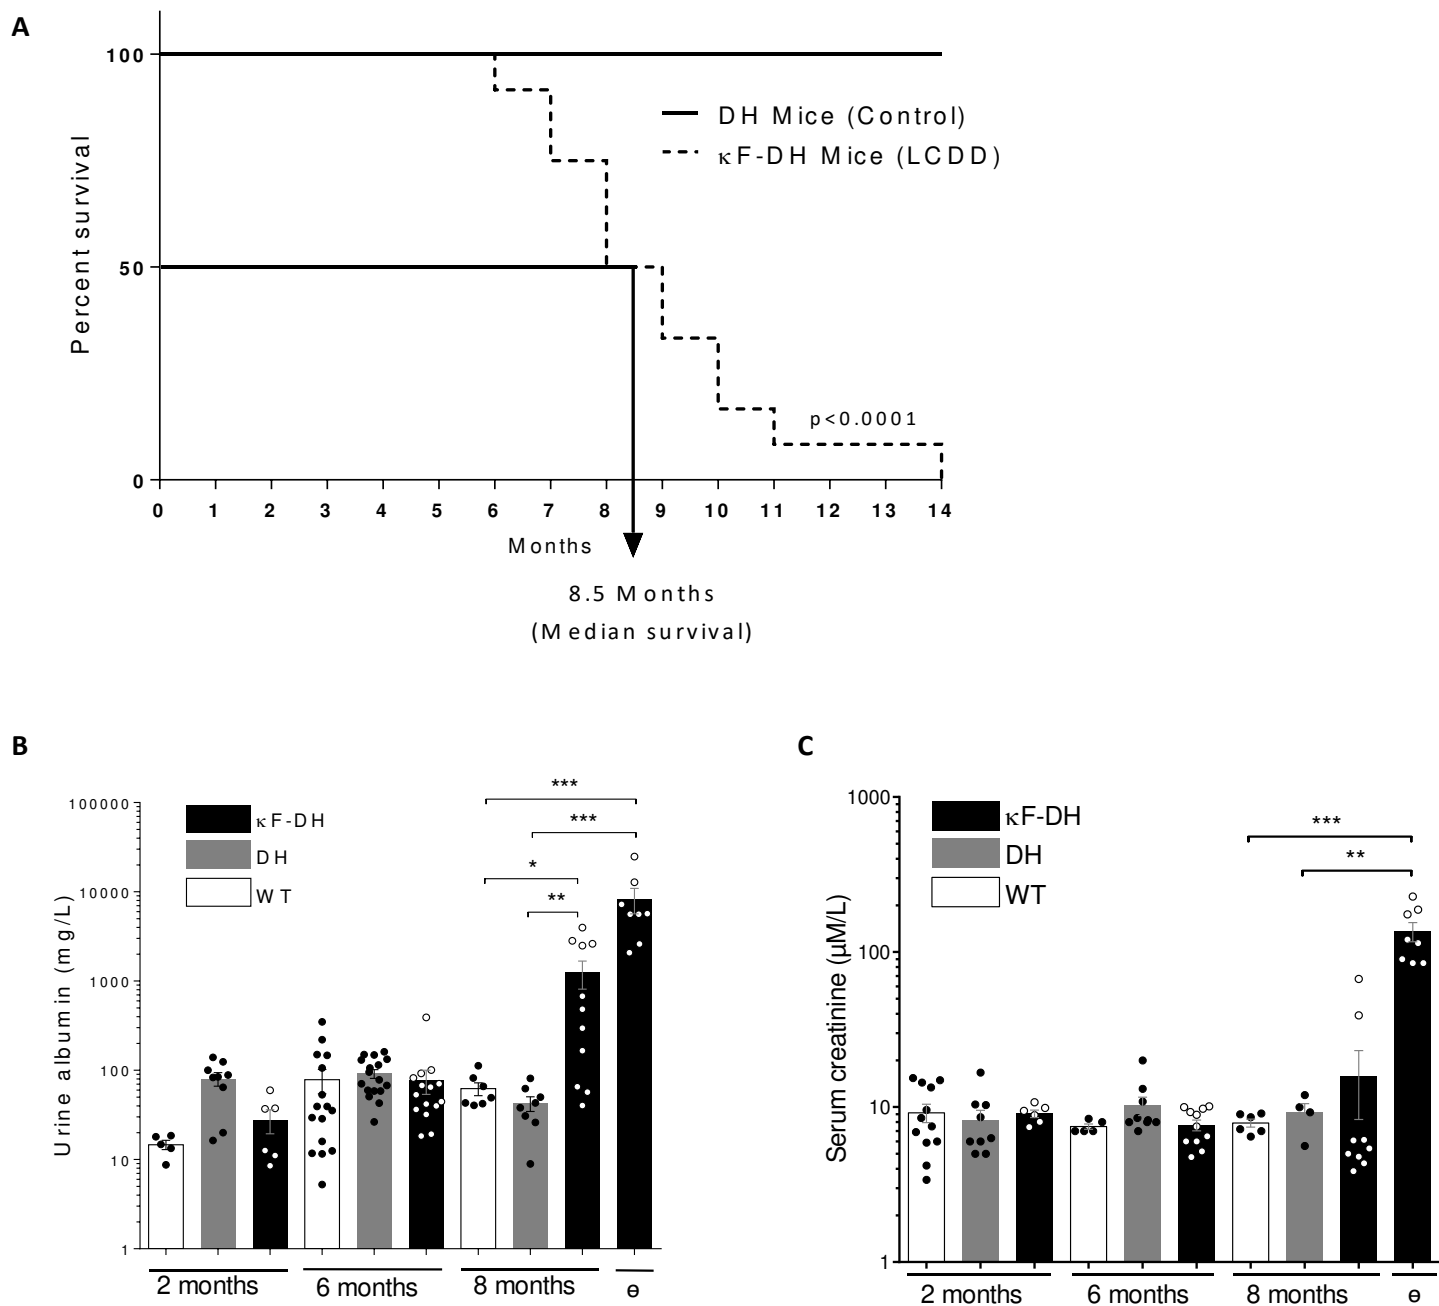 A
100
50
0
Percent survival
DH Mice (Control)
κF-DH Mice (LCDD)
p<0.0001
0 1 2 3 4 5 6 7 8 9 10 11 12 13 14
Months
8.5 Months
(Median survival)
B
100000
10000
1000
100
10
1
Urine albumin (mg/L)
κF-DH
DH
WT
***
***
*
**
2 months 6 months 8 months ɵ
C
1000
100
10
1
Serum creatinine (µM/L)
κF-DH
DH
WT
***
**
2 months 6 months 8 months ɵ